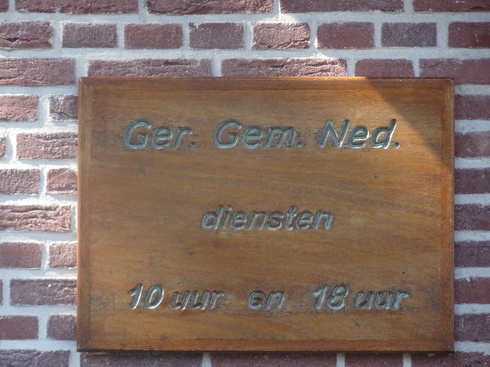 Ger. Gem. Ned.
diensten
10 uur en 18 uur